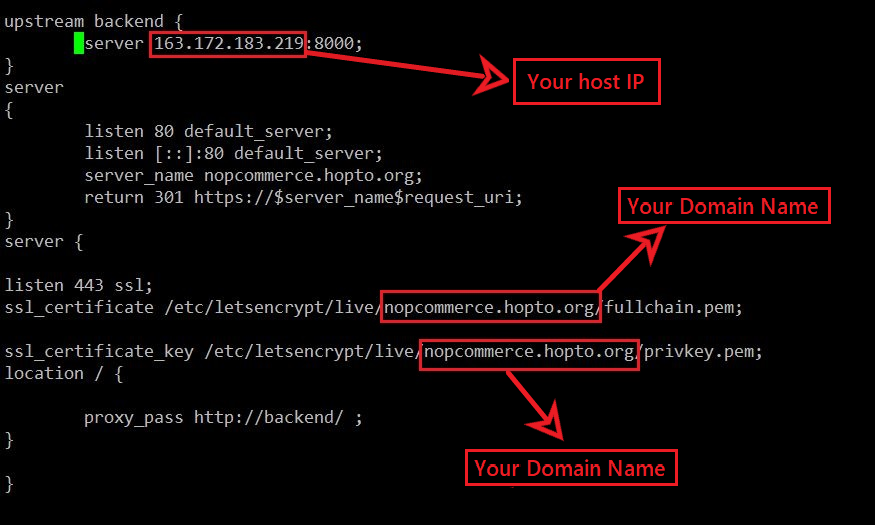 upstream backend {
server 163.172.183.219:8000;
Your host IP
}
server
{
listen 80 default_server;
listen [::]:80 default_server;
server_name nopcommerce.hopto.org;
return 301 https://$server_name$request_uri;
Your Domain Name
}
server {
listen 443 ssl;
ssl_certificate /etc/letsencrypt/live/nopcommerce.hopto.org/fullchain.pem;
ssl_certificate_key /etc/letsencrypt/live/nopcommerce.hopto.org/privkey.pem;
location / {
proxy_pass http://backend/ ;
}
Your Domain Name
}